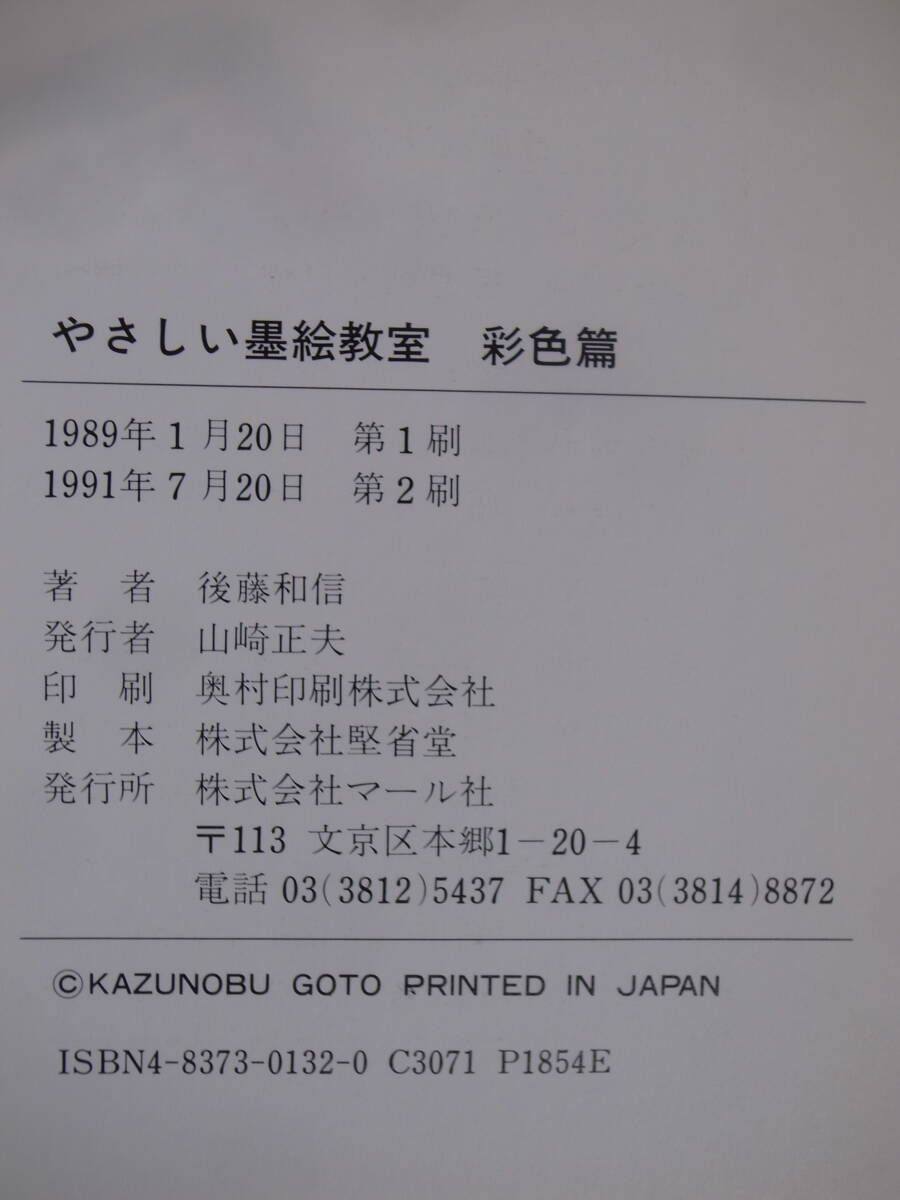 やさしい墨絵教室　彩色篇
1989年1月20日　第1刷
1991年7月20日　第2刷
著　者　後藤和信
発行者　山崎正夫
印　刷　奥村印刷株式会社
製　本　株式会社堅省堂
発行所　株式会社マール社
〒113 文京区本郷1－20－4
電話 03(3812)5437 FAX 03(3814)8872
©KAZUNOBU GOTO PRINTED IN JAPAN
ISBN4-8373-0132-0 C3071 P1854E